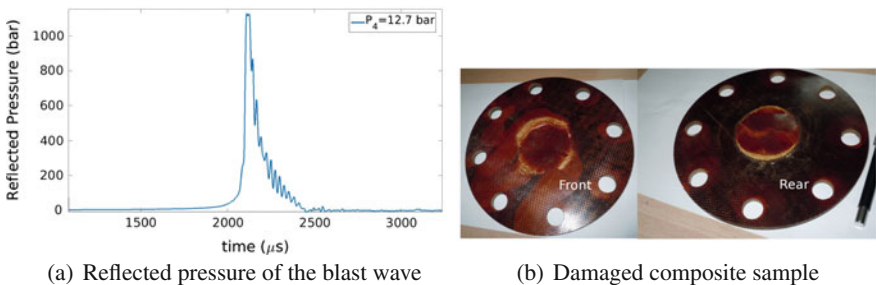 P_4=12.7 bar
Reflected Pressure (bar)
1000
800
600
400
200
0
1500
2000
2500
3000
time (μs)
Front
Rear
(a) Reflected pressure of the blast wave
(b) Damaged composite sample